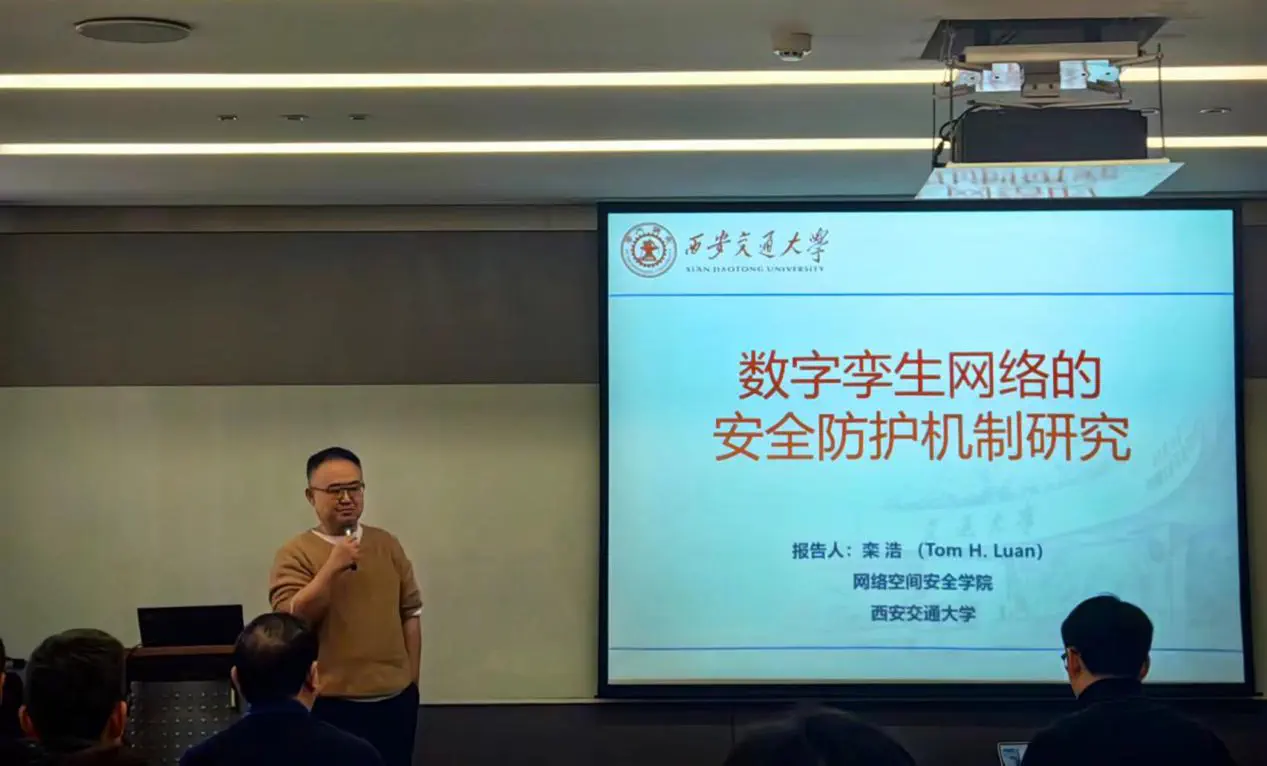 西安交通大学
XI'AN JIAOTONG UNIVERSITY
数字孪生网络的
安全防护机制研究
报告人：栾 浩 （Tom H. Luan）
网络空间安全学院
西安交通大学